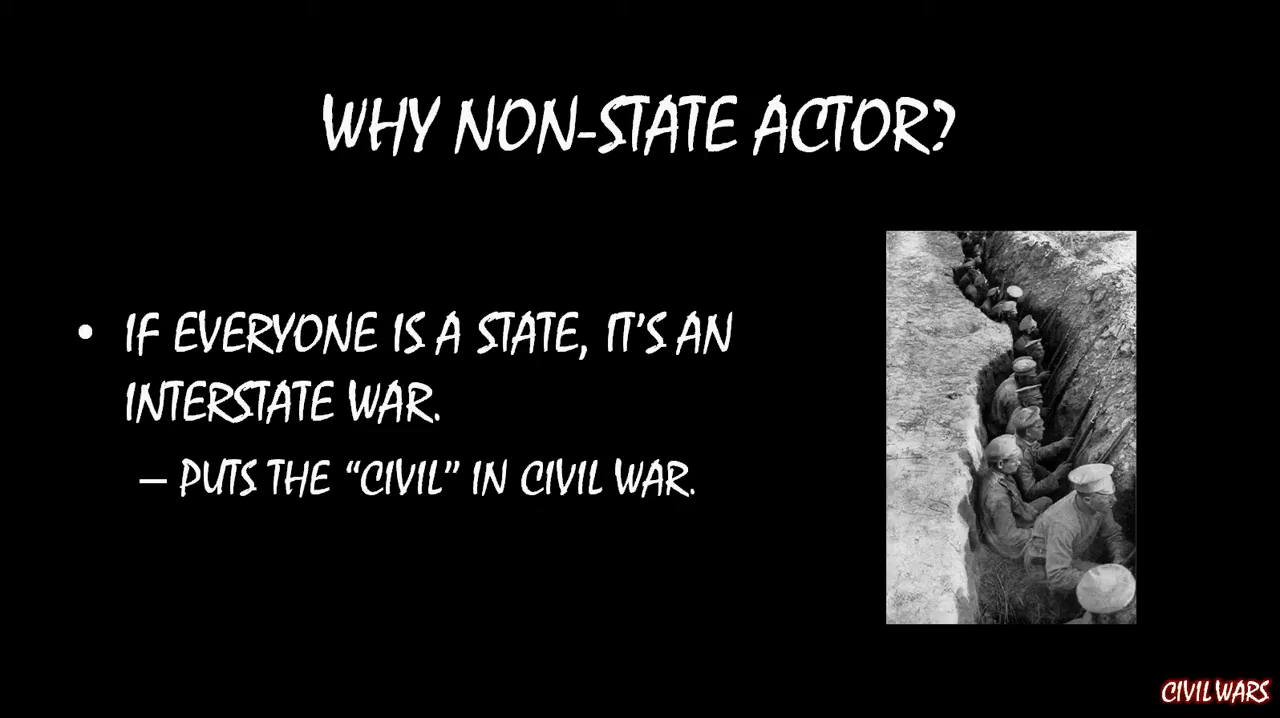 WHY NON-STATE ACTOR?
• IF EVERYONE IS A STATE, IT'S AN
INTERSTATE WAR.
– PUTS THE “CIVIL” IN CIVIL WAR.
CIVIL WARS